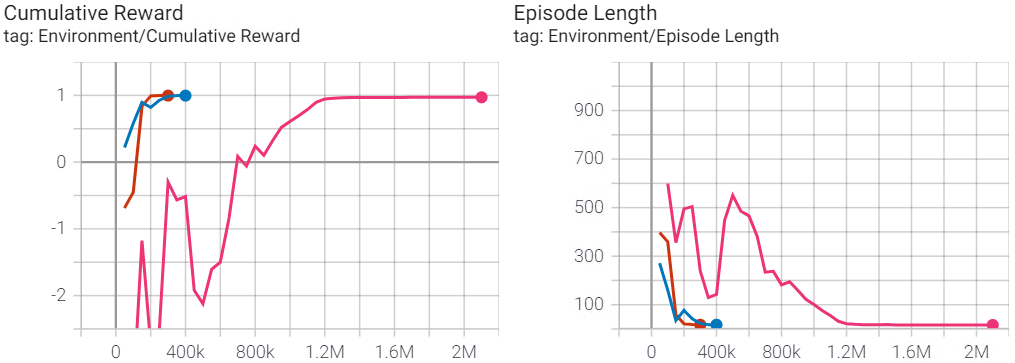 Cumulative Reward
tag: Environment/Cumulative Reward
1
0
-1
-2
0 400k 800k 1.2M 1.6M 2M
Episode Length
tag: Environment/Episode Length
900
700
500
300
100
0 400k 800k 1.2M 1.6M 2M